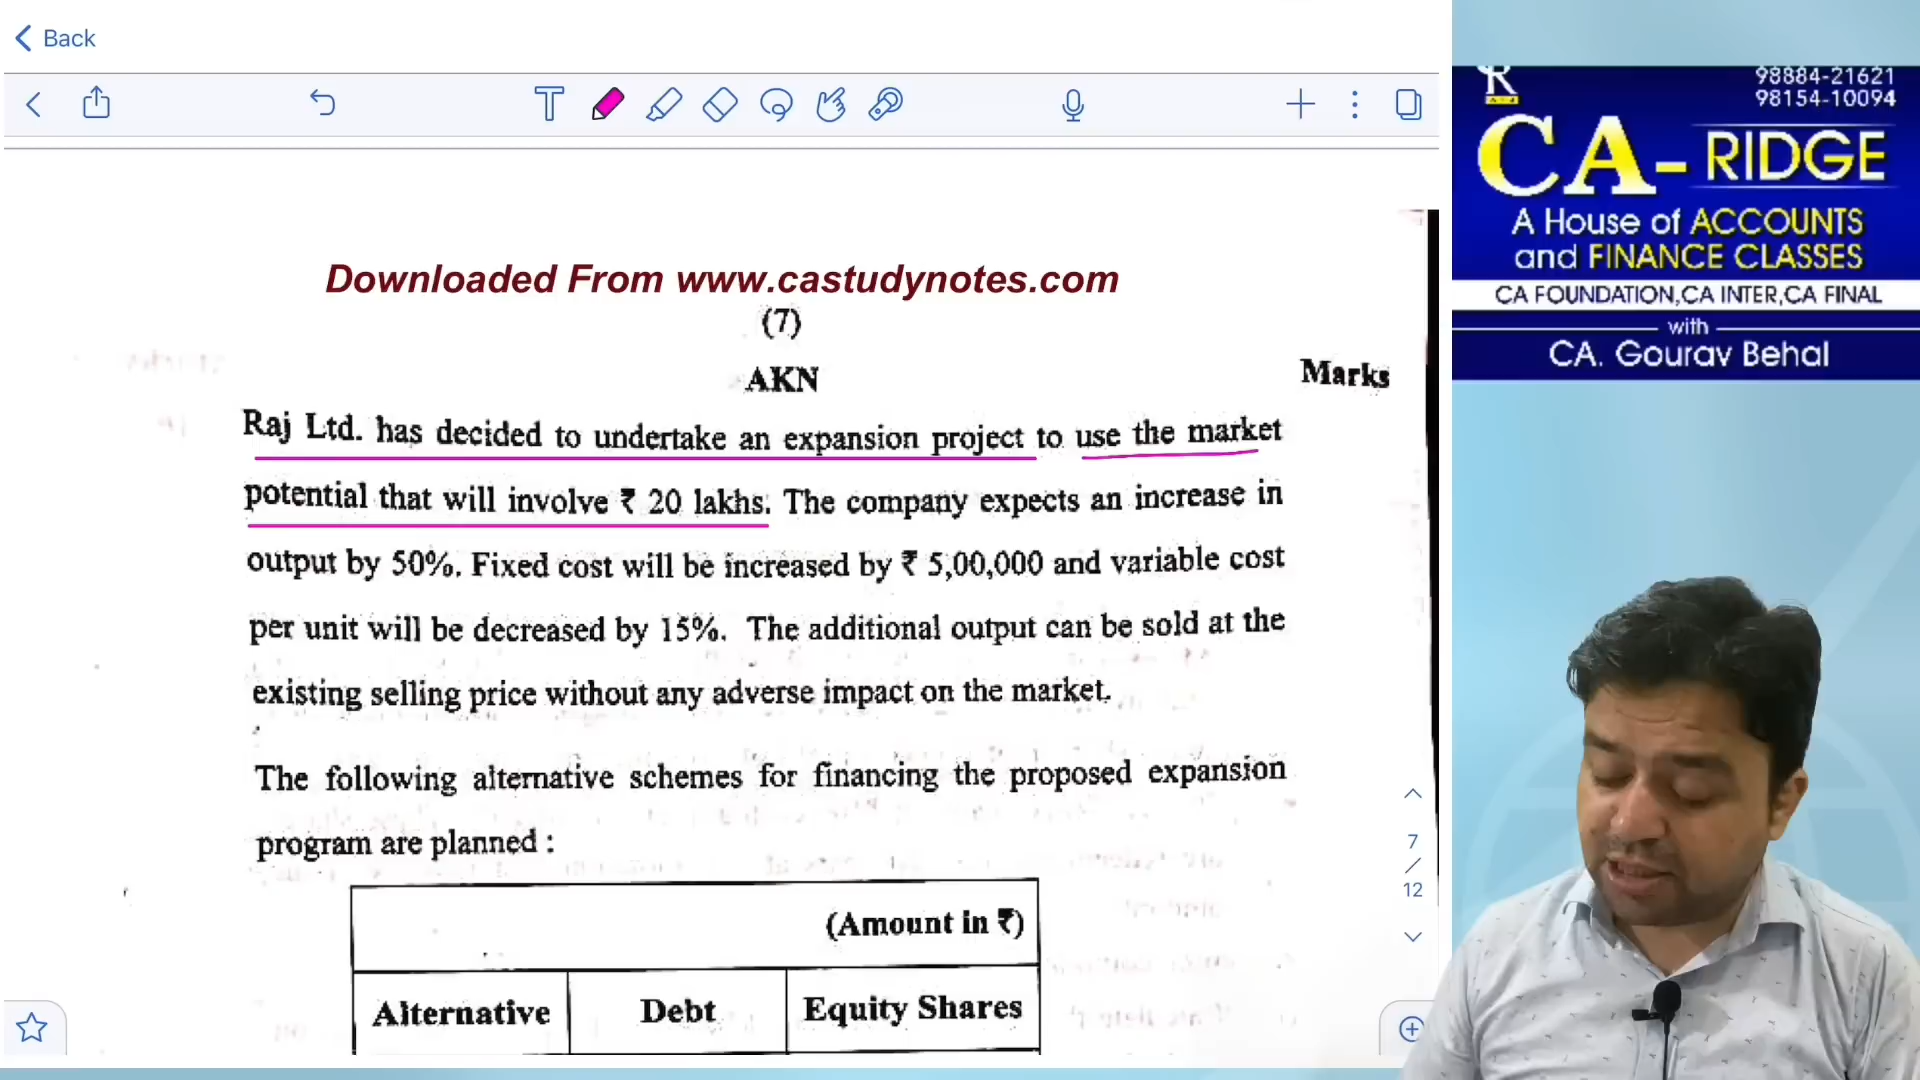 Back
Downloaded From www.castudynotes.com
(7)
AKN
Marks
Raj Ltd. has decided to undertake an expansion project to use the market
potential that will involve ₹ 20 lakhs. The company expects an increase in
output by 50%. Fixed cost will be increased by ₹ 5,00,000 and variable cost
per unit will be decreased by 15%. The additional output can be sold at the
existing selling price without any adverse impact on the market.
The following alternative schemes for financing the proposed expansion
program are planned :
(Amount in ₹)
Alternative Debt Equity Shares
7
/
12
98884-21621
98154-10094
CA-RIDGE
A House of ACCOUNTS
and FINANCE CLASSES
CA FOUNDATION,CA INTER,CA FINAL
with
CA. Gourav Behal